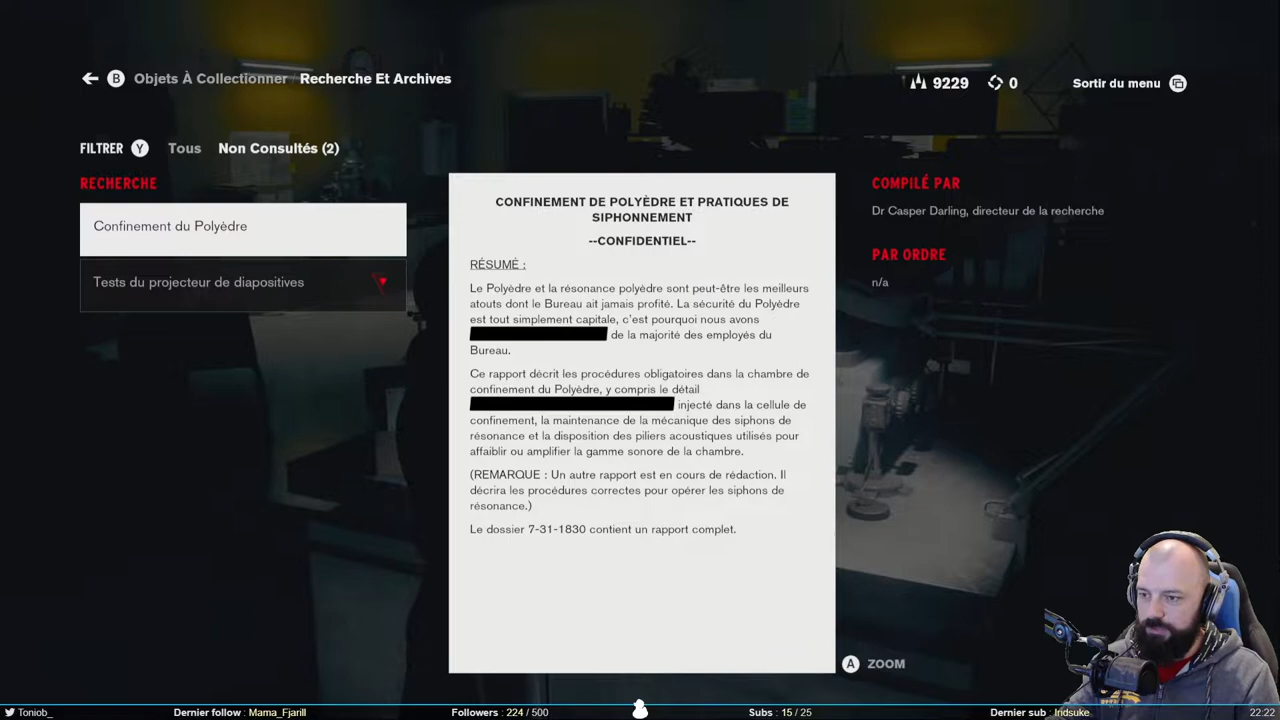 B Objets À Collectionner Recherche Et Archives
9229 0 Sortir du menu
FILTRER Y Tous Non Consultés (2)
RECHERCHE
Confinement du Polyèdre
Tests du projecteur de diapositives
CONFINEMENT DE POLYÈDRE ET PRATIQUES DE
SIPHONNEMENT
--CONFIDENTIEL--
RÉSUMÉ :
Le Polyèdre et la résonance polyèdre sont peut-être les meilleurs
atouts dont le Bureau ait jamais profité. La sécurité du Polyèdre
est tout simplement capitale, c'est pourquoi nous avons
de la majorité des employés du
Bureau.
Ce rapport décrit les procédures obligatoires dans la chambre de
confinement du Polyèdre, y compris le détail
injecté dans la cellule de
confinement, la maintenance de la mécanique des siphons de
résonance et la disposition des piliers acoustiques utilisés pour
affaiblir ou amplifier la gamme sonore de la chambre.
(REMARQUE : Un autre rapport est en cours de rédaction. Il
décrira les procédures correctes pour opérer les siphons de
résonance.)
Le dossier 7-31-1830 contient un rapport complet.
COMPILÉ PAR
Dr Casper Darling, directeur de la recherche
PAR ORDRE
n/a
A ZOOM
Toniob_ Dernier follow : Mama_Fjarill Followers : 224 / 500 Subs : 15 / 25 Dernier sub : Iridsuke 22:22